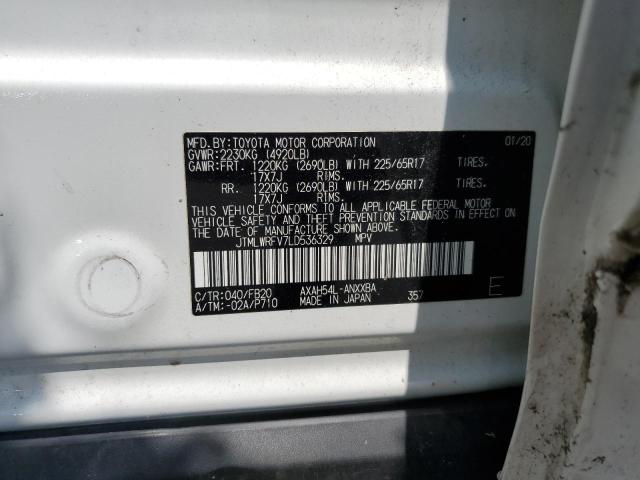 MFD. BY: TOYOTA MOTOR CORPORATION 01/20
GVWR: 2230KG (4920LB)
GAWR: FRT. 1220KG (2690LB) WITH 225/65R17 TIRES.
17X7J RIMS.
RR. 1220KG (2690LB) WITH 225/65R17 TIRES.
17X7J RIMS.
THIS VEHICLE CONFORMS TO ALL APPLICABLE FEDERAL MOTOR
VEHICLE SAFETY AND THEFT PREVENTION STANDARDS IN EFFECT ON
THE DATE OF MANUFACTURE SHOWN ABOVE.
JTMLWRFV7LD536329 MPV
C/TR: 040/FB20 AXAH54L-ANXXBA 357 E
A/TM: -02A/P710 MADE IN JAPAN